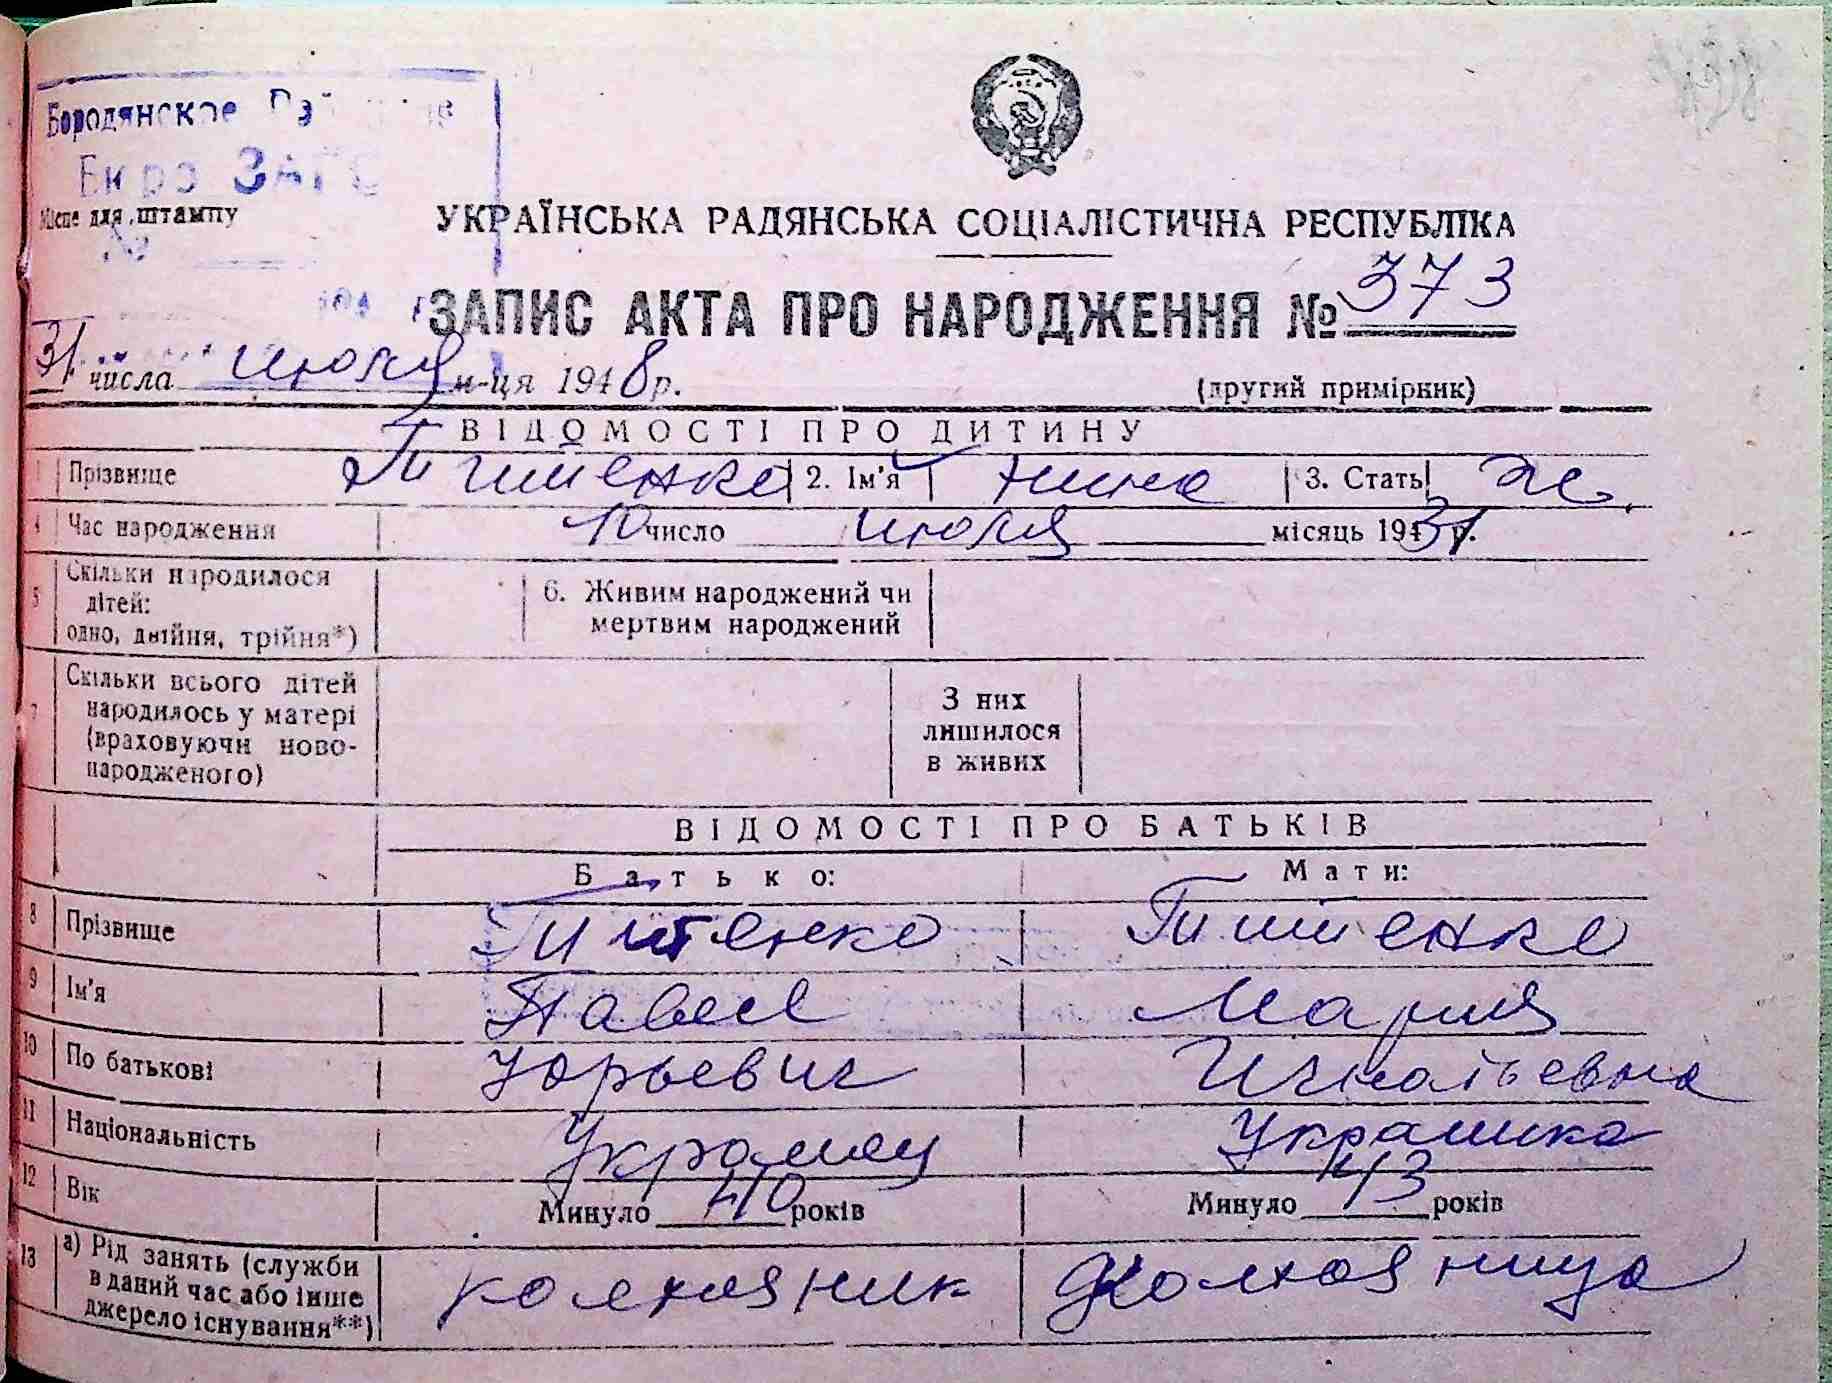 Бородянское
Бюро ЗАГС
Місце для штампу
№
УКРАЇНСЬКА РАДЯНСЬКА СОЦІАЛІСТИЧНА РЕСПУБЛІКА
ЗАПИС АКТА ПРО НАРОДЖЕННЯ № 373
31 числа июля м-ця 1948 р.
(другий примірник)
ВІДОМОСТІ ПРО ДИТИНУ
1 Прізвище Тишенко 2. Ім'я Нина 3. Стать ж.
4 Час народження 10 число июля місяць 1931 р.
5 Скільки народилося дітей: одно, двійня, трійня*) 6. Живим народжений чи мертвим народжений
7 Скільки всього дітей народилось у матері (враховуючи новонародженого) З них лишилося в живих
ВІДОМОСТІ ПРО БАТЬКІВ
Батько: Мати:
8 Прізвище Тишенко Тишенко
9 Ім'я Павел Мария
10 По батькові Юрьевич Игнатьевна
11 Національність Украинец Украинка
12 Вік Минуло 40 років Минуло 43 років
13 а) Рід занять (служби в даний час або інше джерело існування**) колхозник колхозница